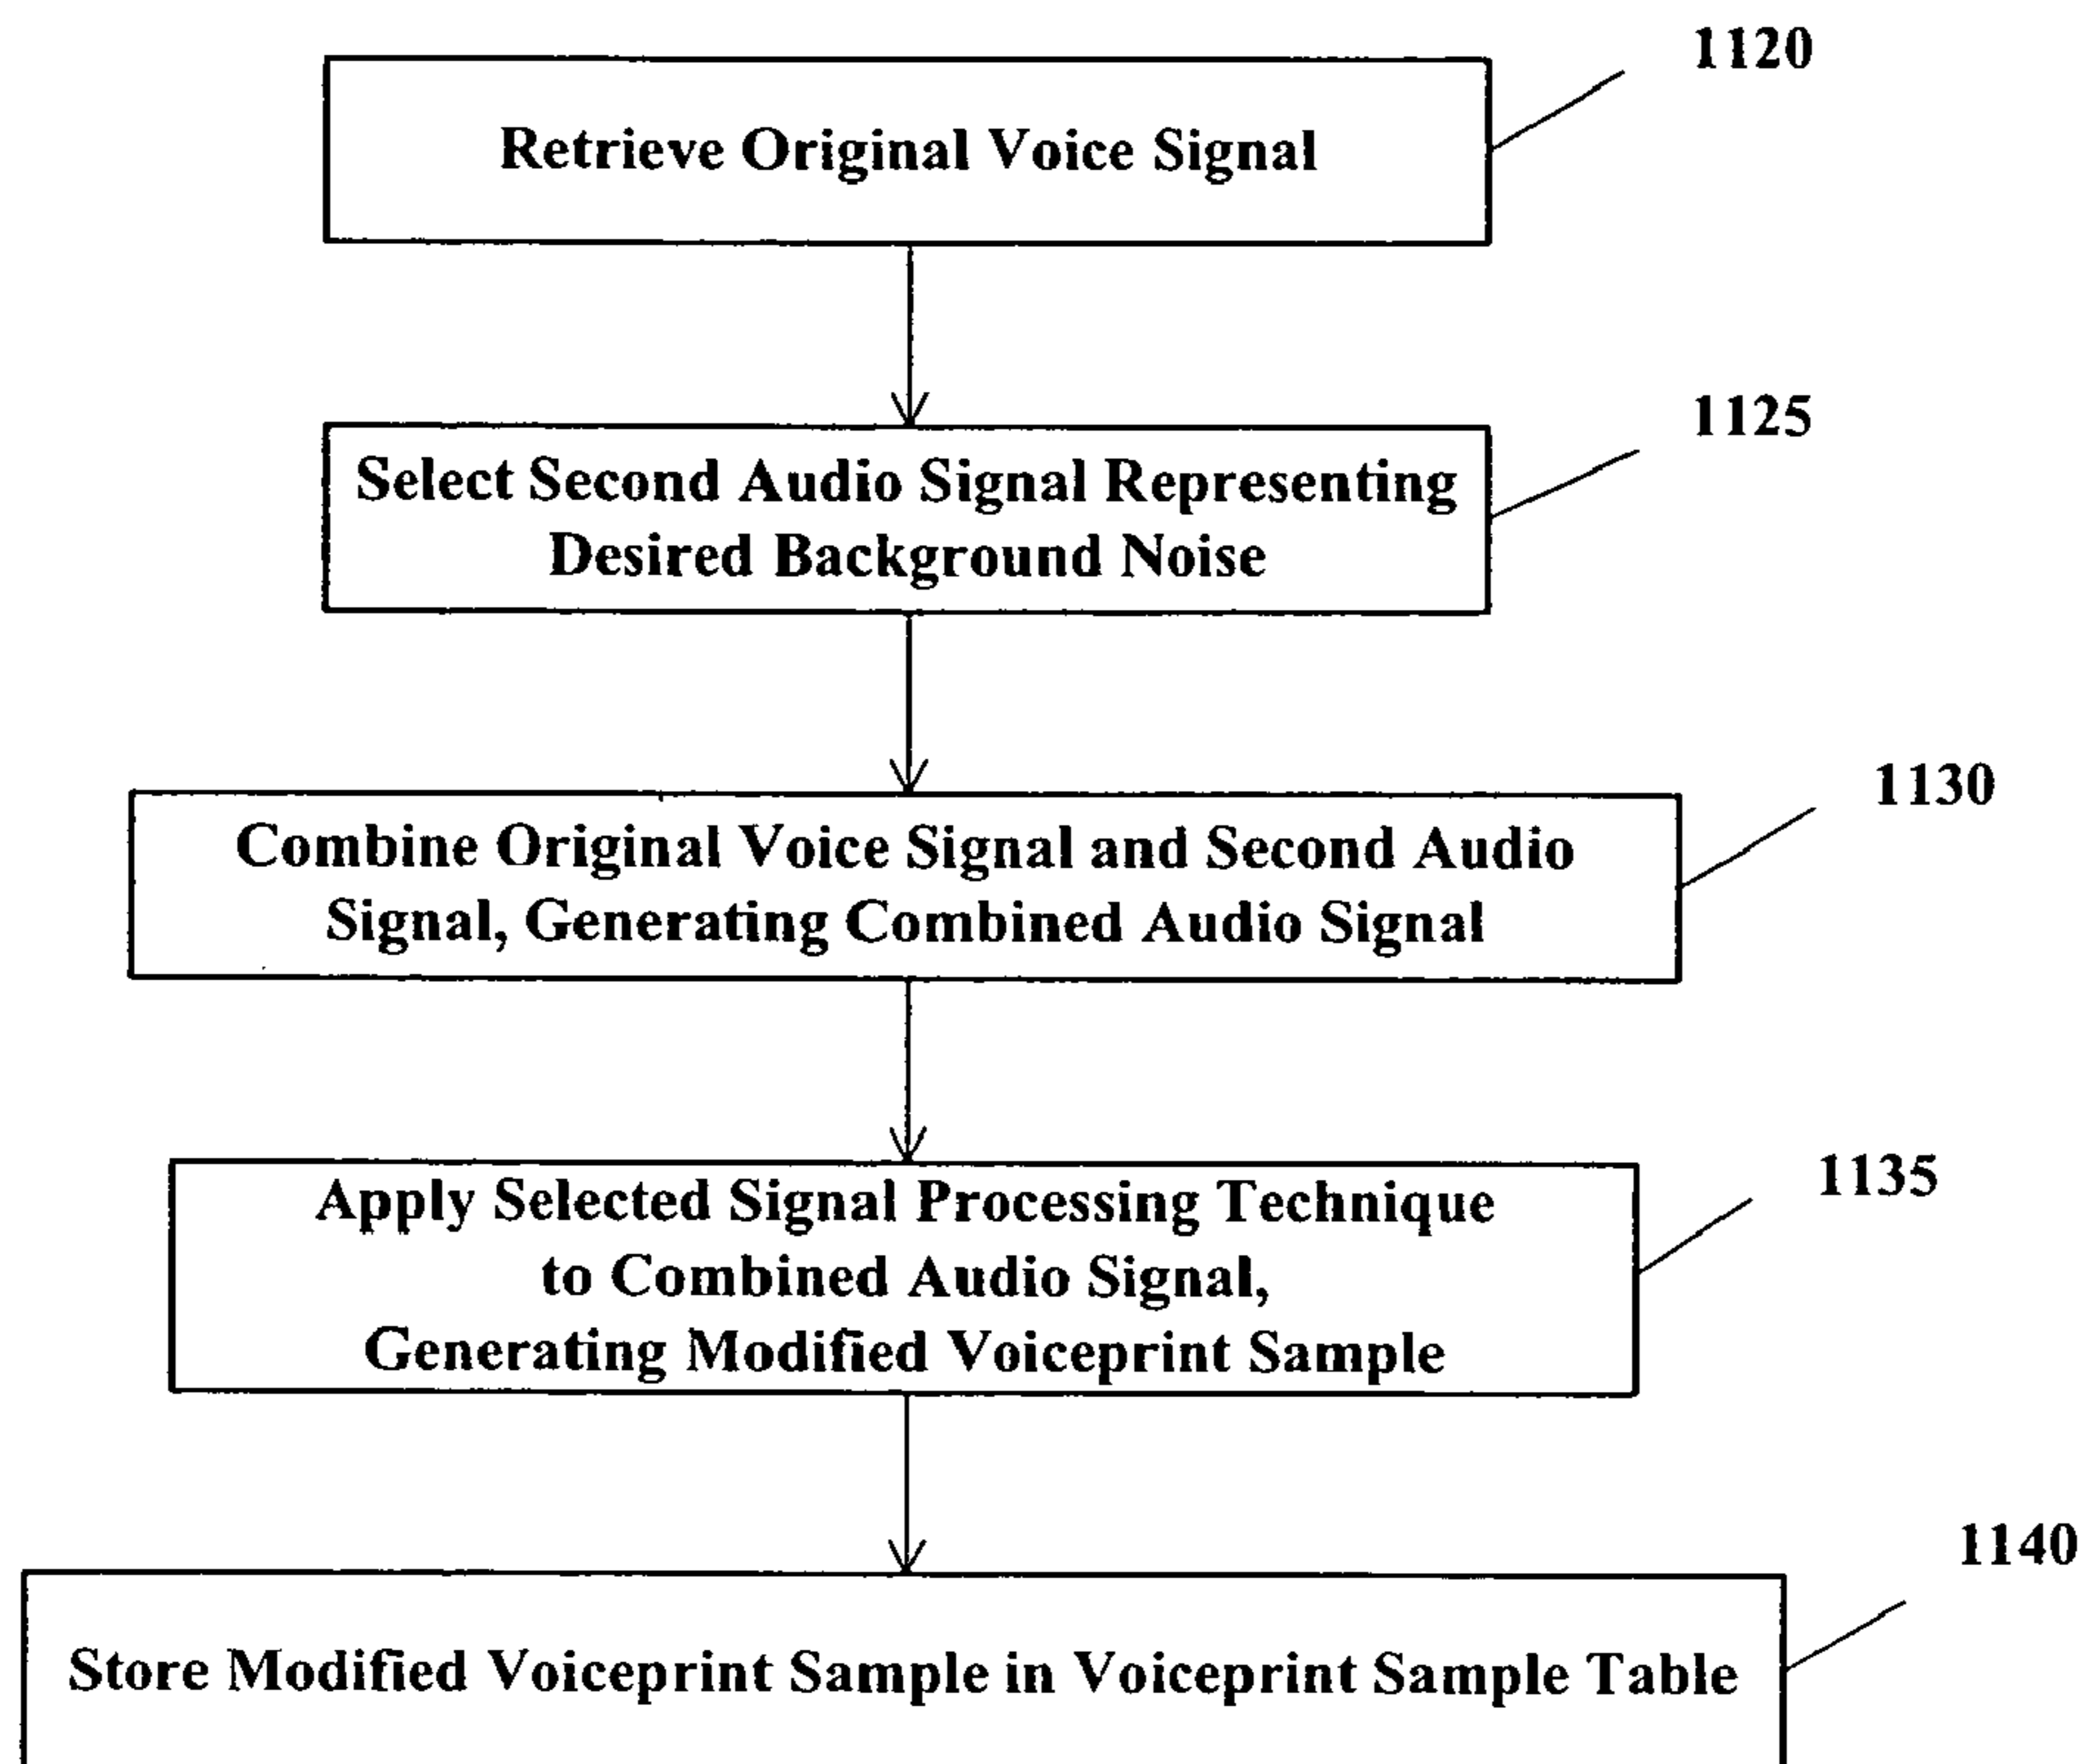 1120
Retrieve Original Voice Signal
1125
Select Second Audio Signal Representing
Desired Background Noise
1130
Combine Original Voice Signal and Second Audio
Signal, Generating Combined Audio Signal
1135
Apply Selected Signal Processing Technique
to Combined Audio Signal,
Generating Modified Voiceprint Sample
1140
Store Modified Voiceprint Sample in Voiceprint Sample Table